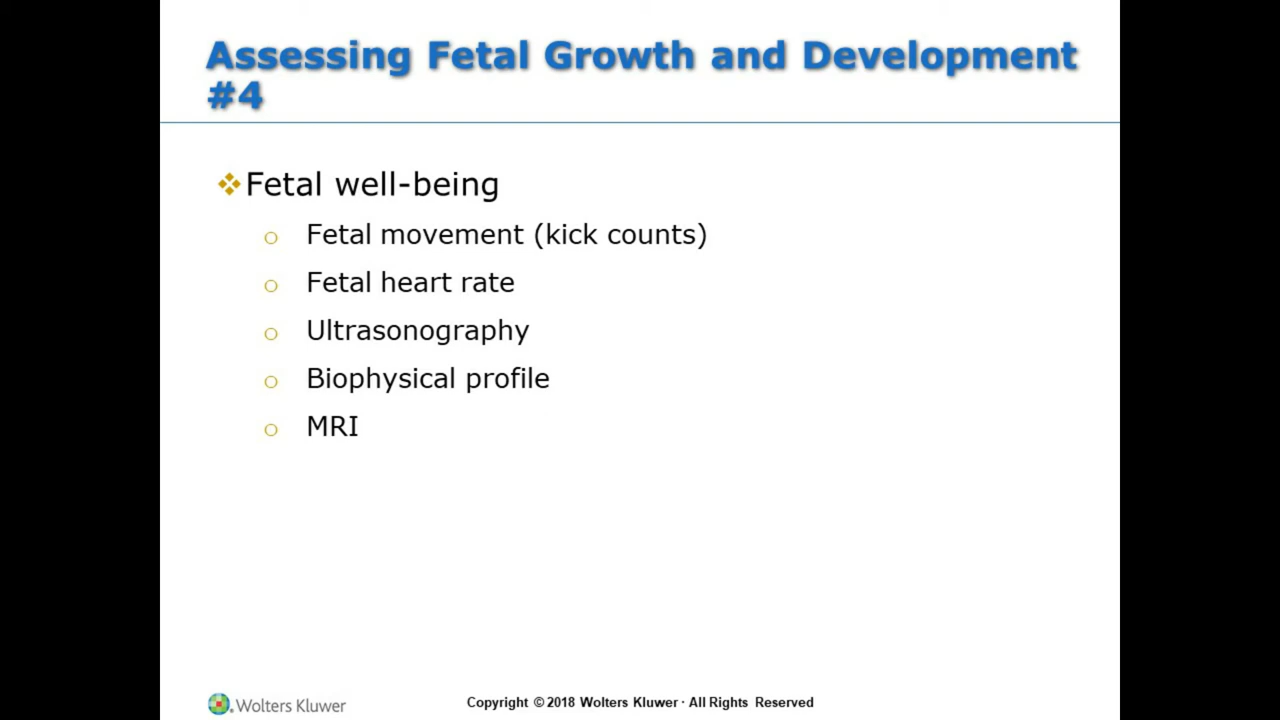 Assessing Fetal Growth and Development
#4
Fetal well-being
Fetal movement (kick counts)
Fetal heart rate
Ultrasonography
Biophysical profile
MRI
Wolters Kluwer
Copyright © 2018 Wolters Kluwer · All Rights Reserved